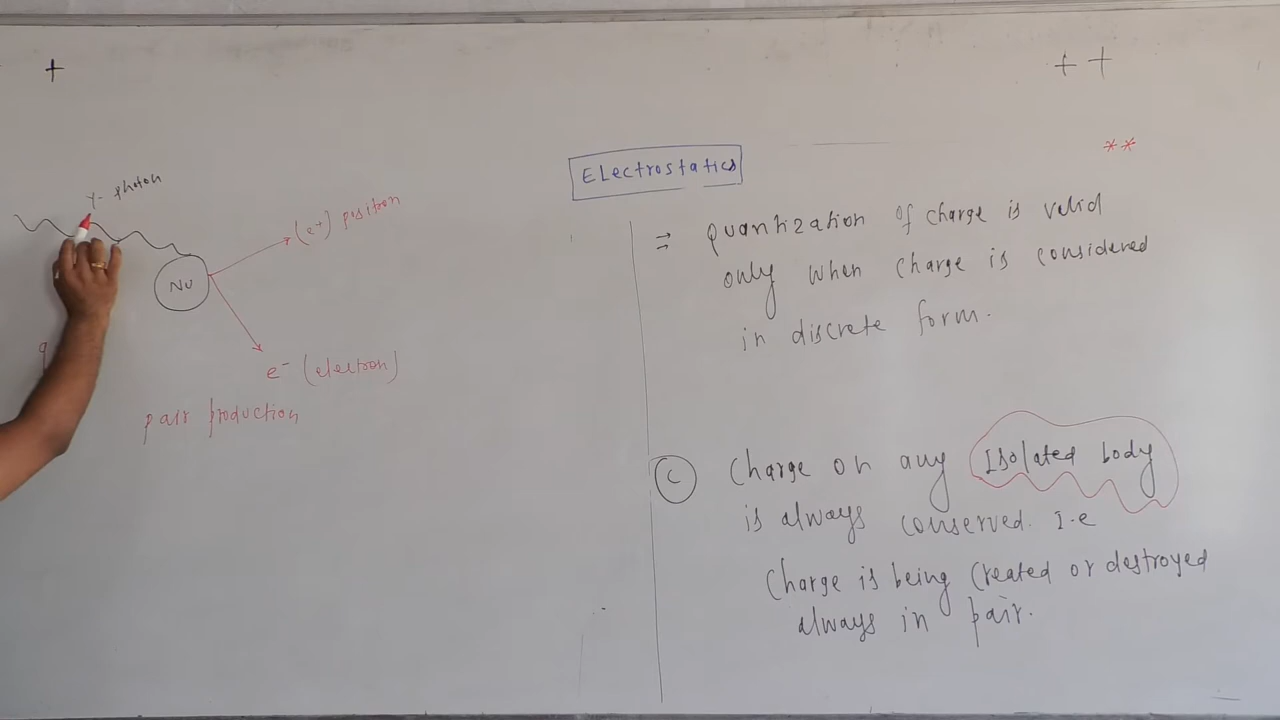 +
+ +
**
Electrostatics
γ- photon
(e⁺) positron
NU
e⁻ (electron)
q
pair production
⇒ quantization of charge is valid
only when charge is considered
in discrete form.
C Charge on any Isolated body
is always conserved. I.e
Charge is being Created or destroyed
always in pair.